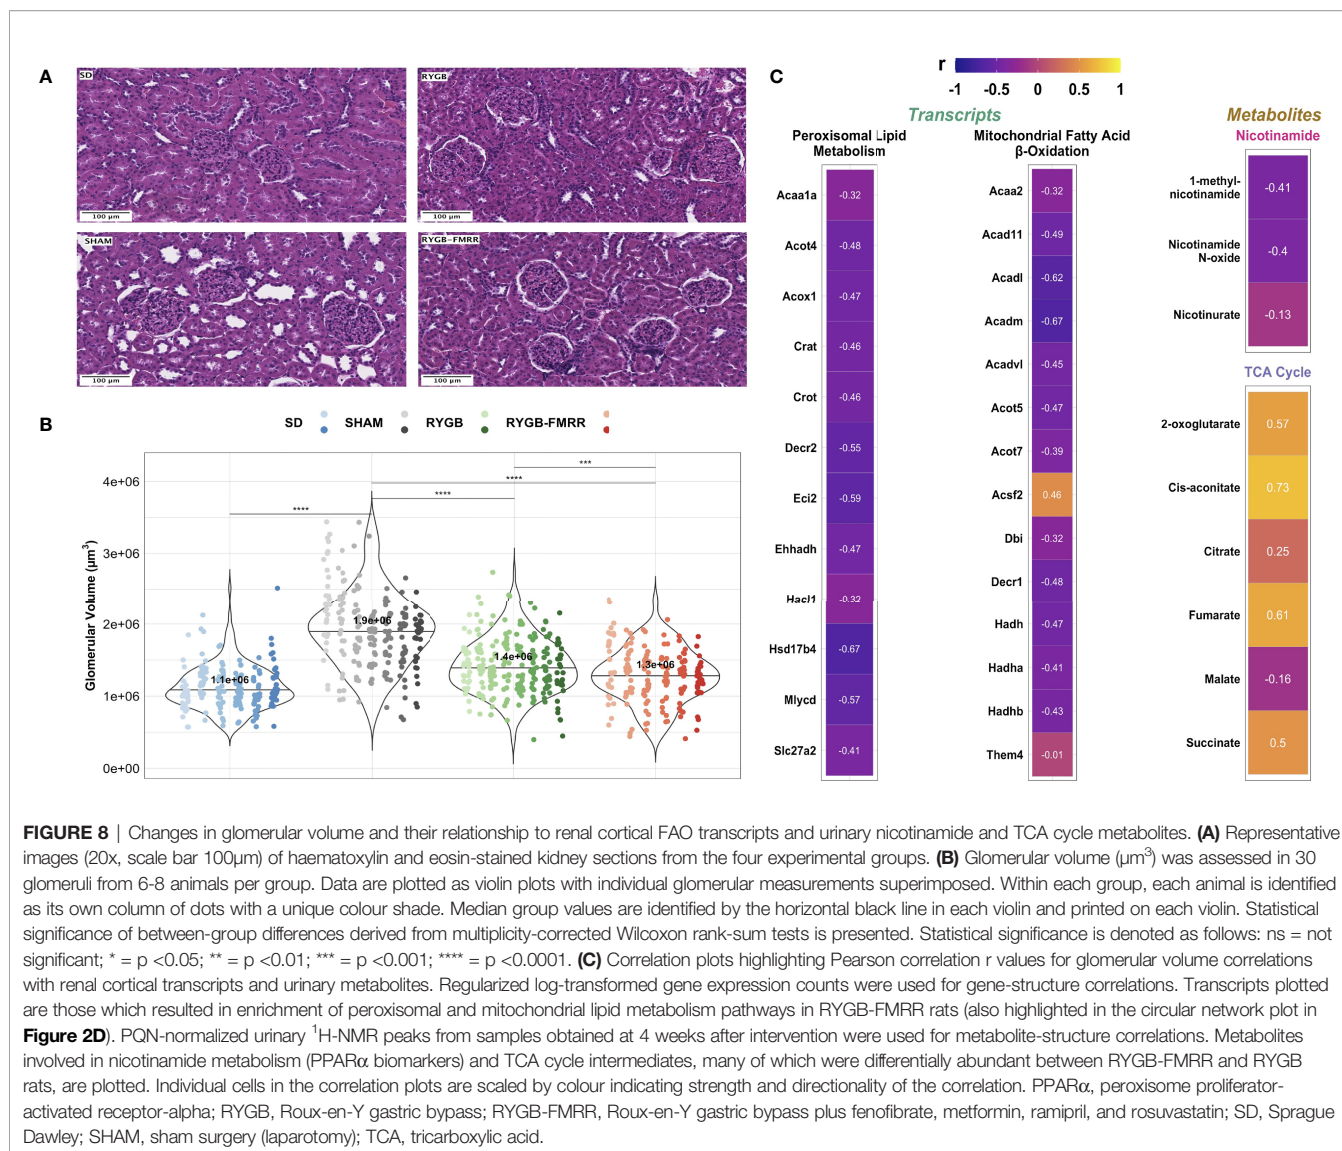 A
SD
100 µm
RYGB
100 µm
SHAM
100 µm
RYGB-FMRR
100 µm
B
SD SHAM RYGB RYGB-FMRR
Glomerular Volume (µm³)
4e+06
3e+06
2e+06
1e+06
0e+00
****
****
****
***
1.1e+06
1.9e+06
1.4e+06
1.3e+06
C
r
-1 -0.5 0 0.5 1
Transcripts
Peroxisomal Lipid
Metabolism
Acaa1a -0.32
Acot4 -0.48
Acox1 -0.47
Crat -0.46
Crot -0.46
Decr2 -0.55
Eci2 -0.59
Ehhadh -0.47
Hacl1 -0.32
Hsd17b4 -0.67
Mlycd -0.57
Slc27a2 -0.41
Mitochondrial Fatty Acid
β-Oxidation
Acaa2 -0.32
Acad11 -0.49
Acadl -0.62
Acadm -0.67
Acadvl -0.45
Acot5 -0.47
Acot7 -0.39
Acsf2 0.46
Dbi -0.32
Decr1 -0.48
Hadh -0.47
Hadha -0.41
Hadhb -0.43
Them4 -0.01
Metabolites
Nicotinamide
1-methyl-
nicotinamide -0.41
Nicotinamide
N-oxide -0.4
Nicotinurate -0.13
TCA Cycle
2-oxoglutarate 0.57
Cis-aconitate 0.73
Citrate 0.25
Fumarate 0.61
Malate -0.16
Succinate 0.5
FIGURE 8 | Changes in glomerular volume and their relationship to renal cortical FAO transcripts and urinary nicotinamide and TCA cycle metabolites. (A) Representative
images (20x, scale bar 100µm) of haematoxylin and eosin-stained kidney sections from the four experimental groups. (B) Glomerular volume (µm³) was assessed in 30
glomeruli from 6-8 animals per group. Data are plotted as violin plots with individual glomerular measurements superimposed. Within each group, each animal is identified
as its own column of dots with a unique colour shade. Median group values are identified by the horizontal black line in each violin and printed on each violin. Statistical
significance of between-group differences derived from multiplicity-corrected Wilcoxon rank-sum tests is presented. Statistical significance is denoted as follows: ns = not
significant; * = p <0.05; ** = p <0.01; *** = p <0.001; **** = p <0.0001. (C) Correlation plots highlighting Pearson correlation r values for glomerular volume correlations
with renal cortical transcripts and urinary metabolites. Regularized log-transformed gene expression counts were used for gene-structure correlations. Transcripts plotted
are those which resulted in enrichment of peroxisomal and mitochondrial lipid metabolism pathways in RYGB-FMRR rats (also highlighted in the circular network plot in
Figure 2D). PQN-normalized urinary ¹H-NMR peaks from samples obtained at 4 weeks after intervention were used for metabolite-structure correlations. Metabolites
involved in nicotinamide metabolism (PPARα biomarkers) and TCA cycle intermediates, many of which were differentially abundant between RYGB-FMRR and RYGB
rats, are plotted. Individual cells in the correlation plots are scaled by colour indicating strength and directionality of the correlation. PPARα, peroxisome proliferator-
activated receptor-alpha; RYGB, Roux-en-Y gastric bypass; RYGB-FMRR, Roux-en-Y gastric bypass plus fenofibrate, metformin, ramipril, and rosuvastatin; SD, Sprague
Dawley; SHAM, sham surgery (laparotomy); TCA, tricarboxylic acid.